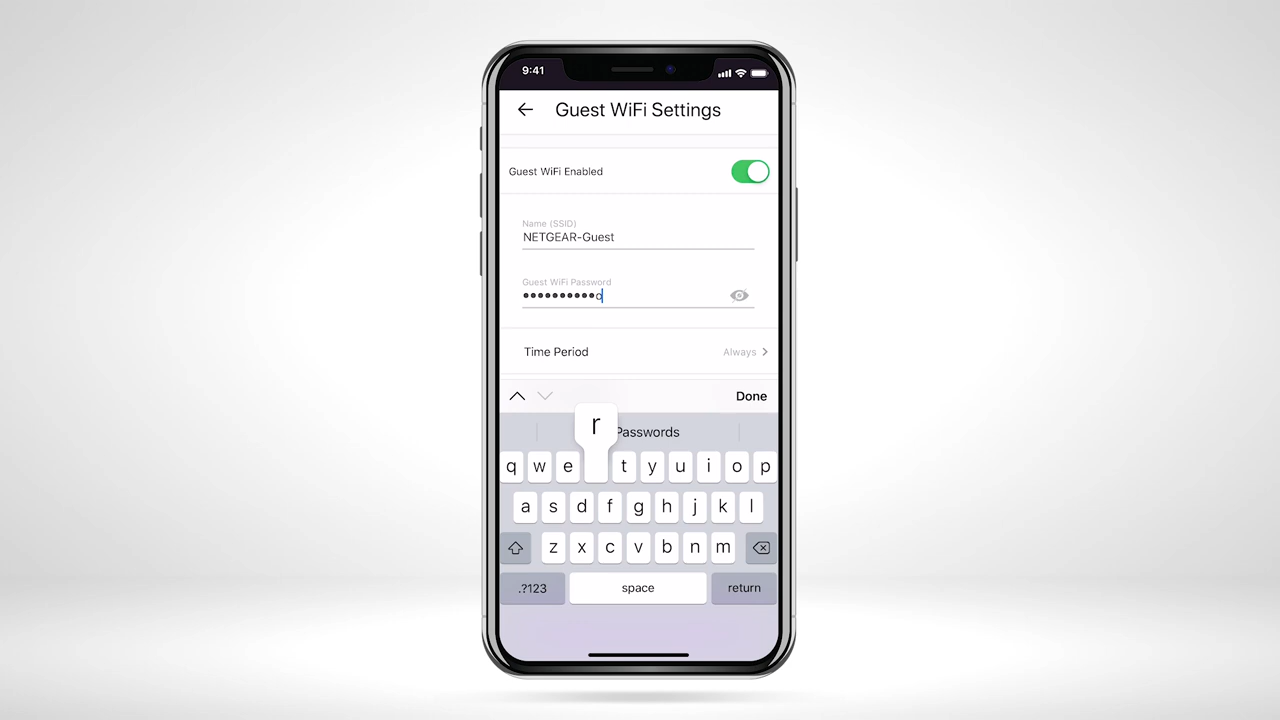 9:41
Guest WiFi Settings
Guest WiFi Enabled
Name (SSID)
NETGEAR-Guest
Guest WiFi Password
••••••••••o
Time Period Always
Done
r
Passwords
q w e t y u i o p
a s d f g h j k l
z x c v b n m
.?123 space return